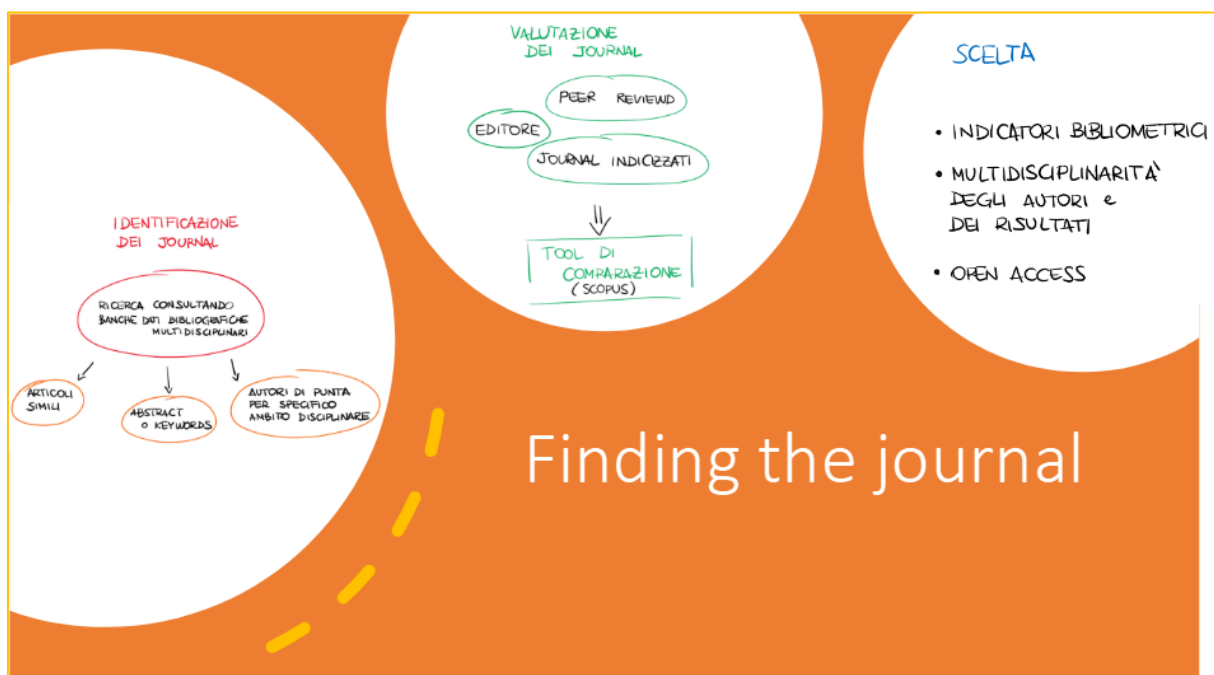 IDENTIFICAZIONE
DEI JOURNAL
RICERCA CONSULTANDO
BANCHE DATI BIBLIOGRAFICHE
MULTIDISCIPLINARI
ARTICOLI
SIMILI
ABSTRACT
O KEYWORDS
AUTORI DI PUNTA
PER SPECIFICO
AMBITO DISCIPLINARE
VALUTAZIONE
DEI JOURNAL
PEER REVIEWD
EDITORE
JOURNAL INDICIZZATI
TOOL DI
COMPARAZIONE
(SCOPUS)
SCELTA
• INDICATORI BIBLIOMETRICI
• MULTIDISCIPLINARITÀ
DEGLI AUTORI e
DEI RISULTATI
• OPEN ACCESS
Finding the journal